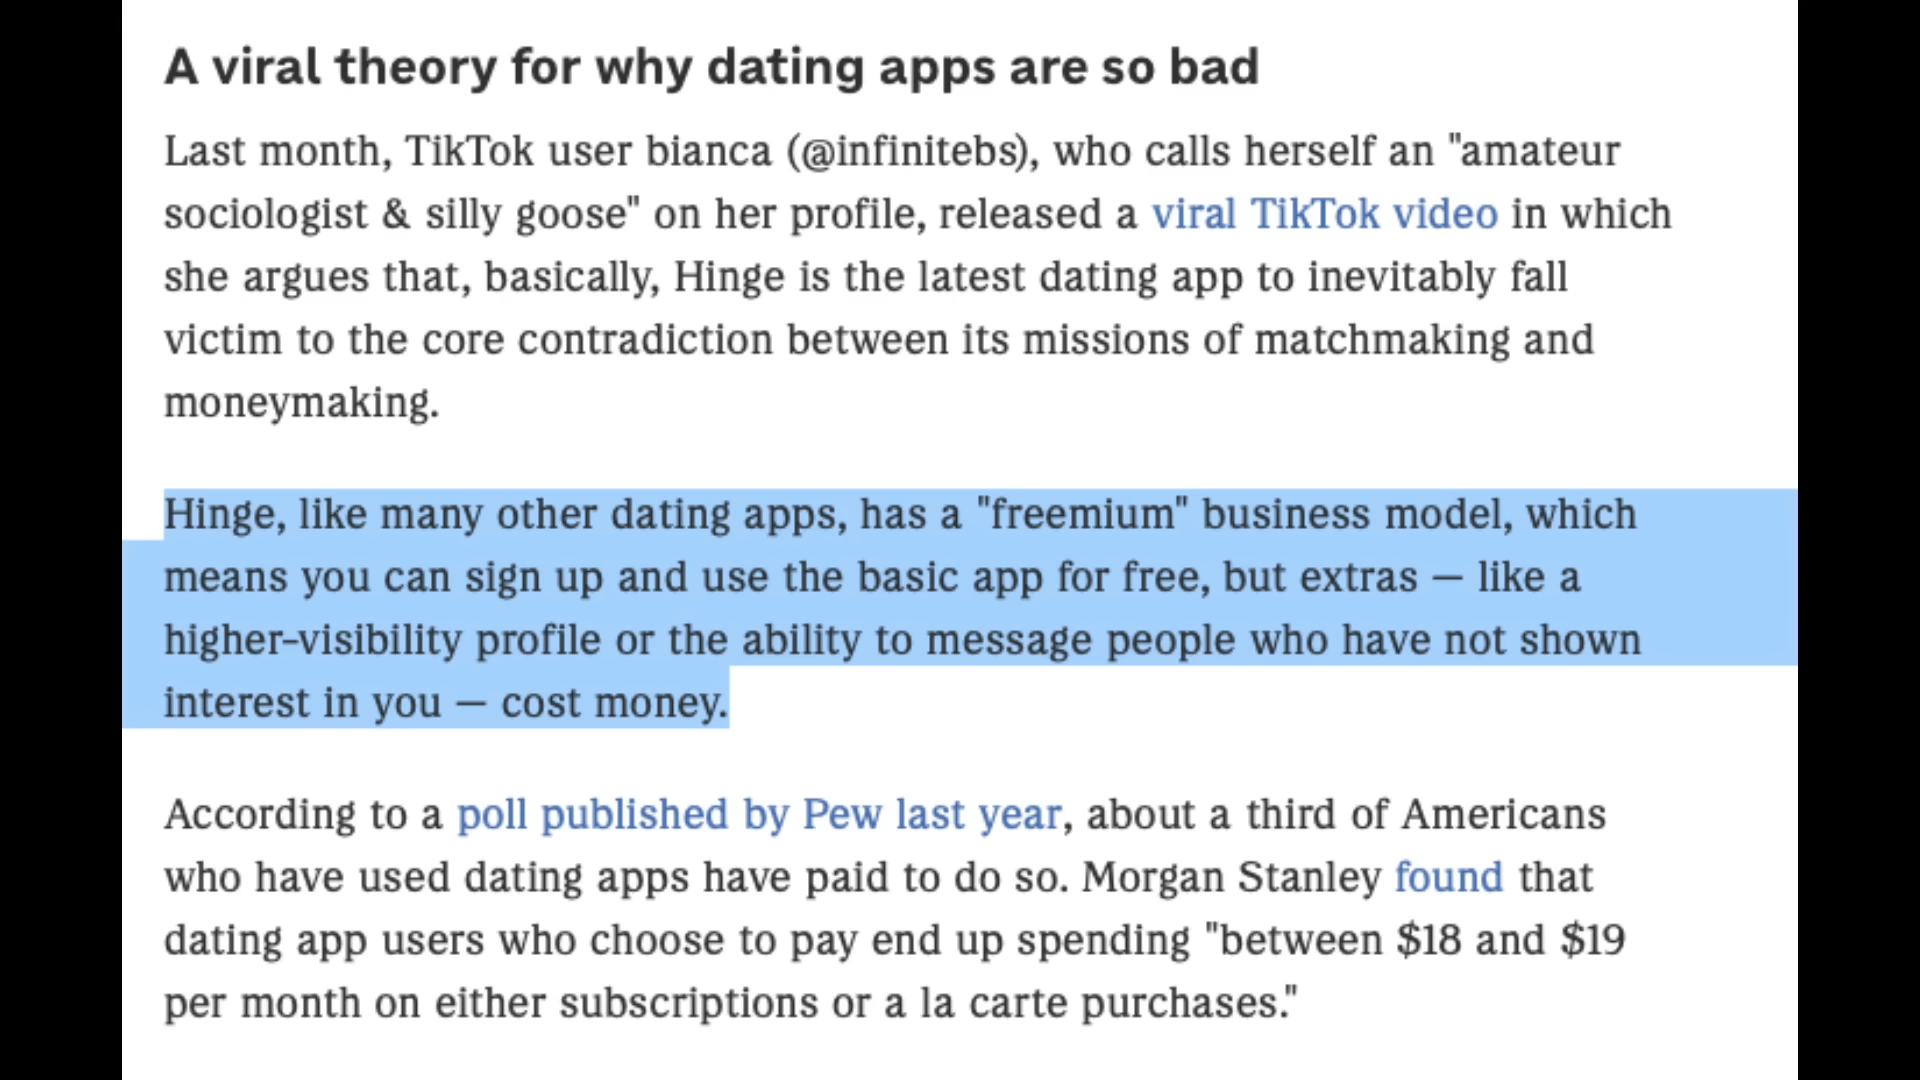 A viral theory for why dating apps are so bad
Last month, TikTok user bianca (@infinitebs), who calls herself an "amateur
sociologist & silly goose" on her profile, released a viral TikTok video in which
she argues that, basically, Hinge is the latest dating app to inevitably fall
victim to the core contradiction between its missions of matchmaking and
moneymaking.
Hinge, like many other dating apps, has a "freemium" business model, which
means you can sign up and use the basic app for free, but extras — like a
higher-visibility profile or the ability to message people who have not shown
interest in you — cost money.
According to a poll published by Pew last year, about a third of Americans
who have used dating apps have paid to do so. Morgan Stanley found that
dating app users who choose to pay end up spending "between $18 and $19
per month on either subscriptions or a la carte purchases."